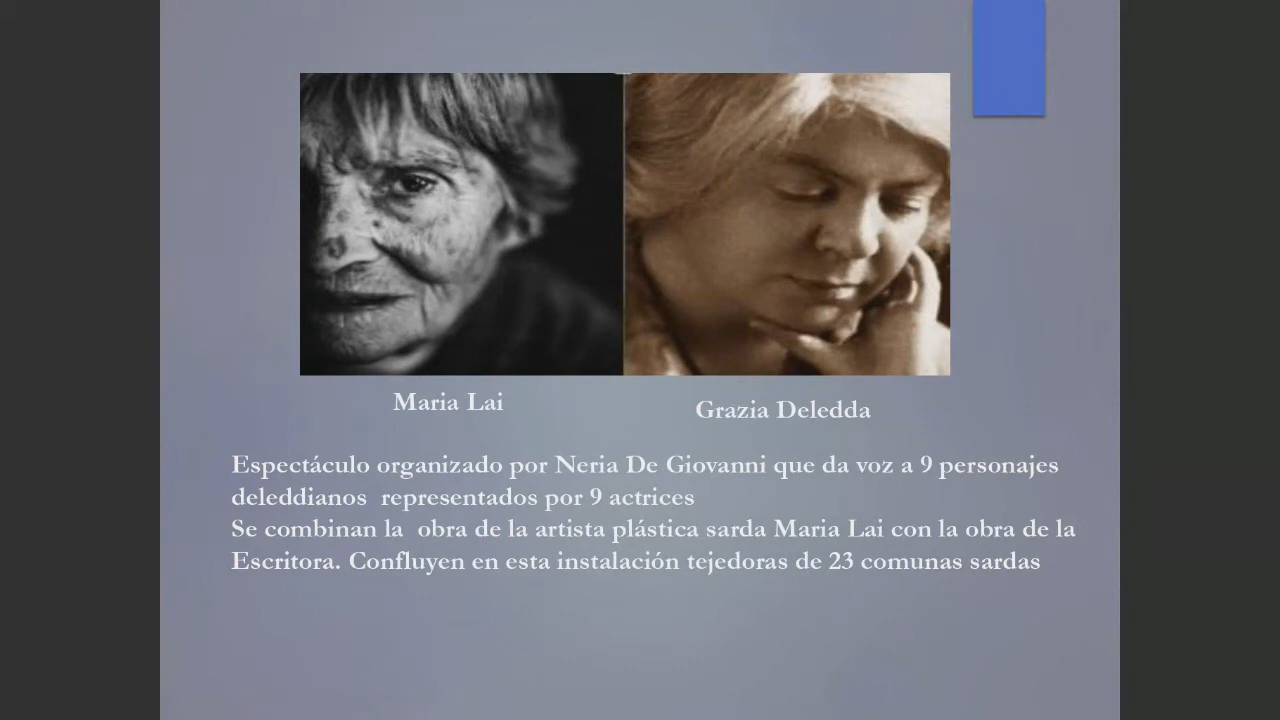 Maria Lai
Grazia Deledda
Espectáculo organizado por Neria De Giovanni que da voz a 9 personajes
deleddianos  representados por 9 actrices
Se combinan la  obra de la artista plástica sarda Maria Lai con la obra de la
Escritora. Confluyen en esta instalación tejedoras de 23 comunas sardas